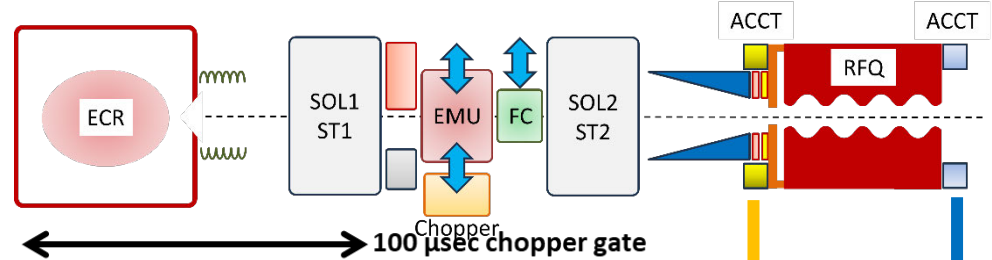 ACCT
ACCT
ECR
SOL1
ST1
EMU
FC
SOL2
ST2
RFQ
Chopper
100 μsec chopper gate